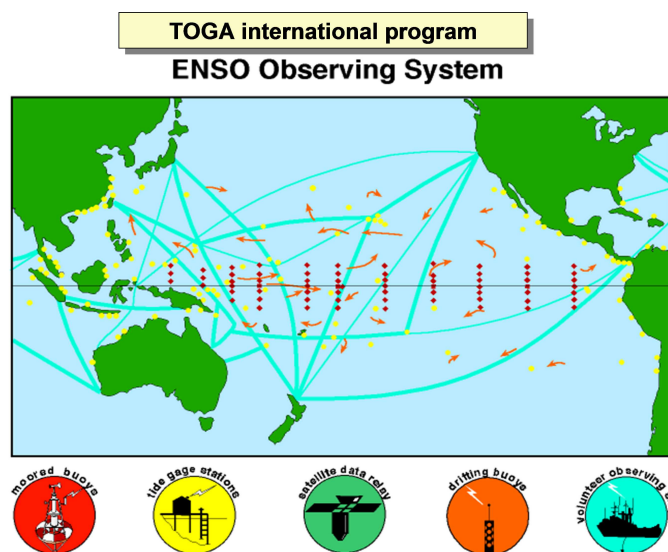 TOGA international program
ENSO Observing System
moored buoys
tide gage stations
satellite data relay
drifting buoys
volunteer observing